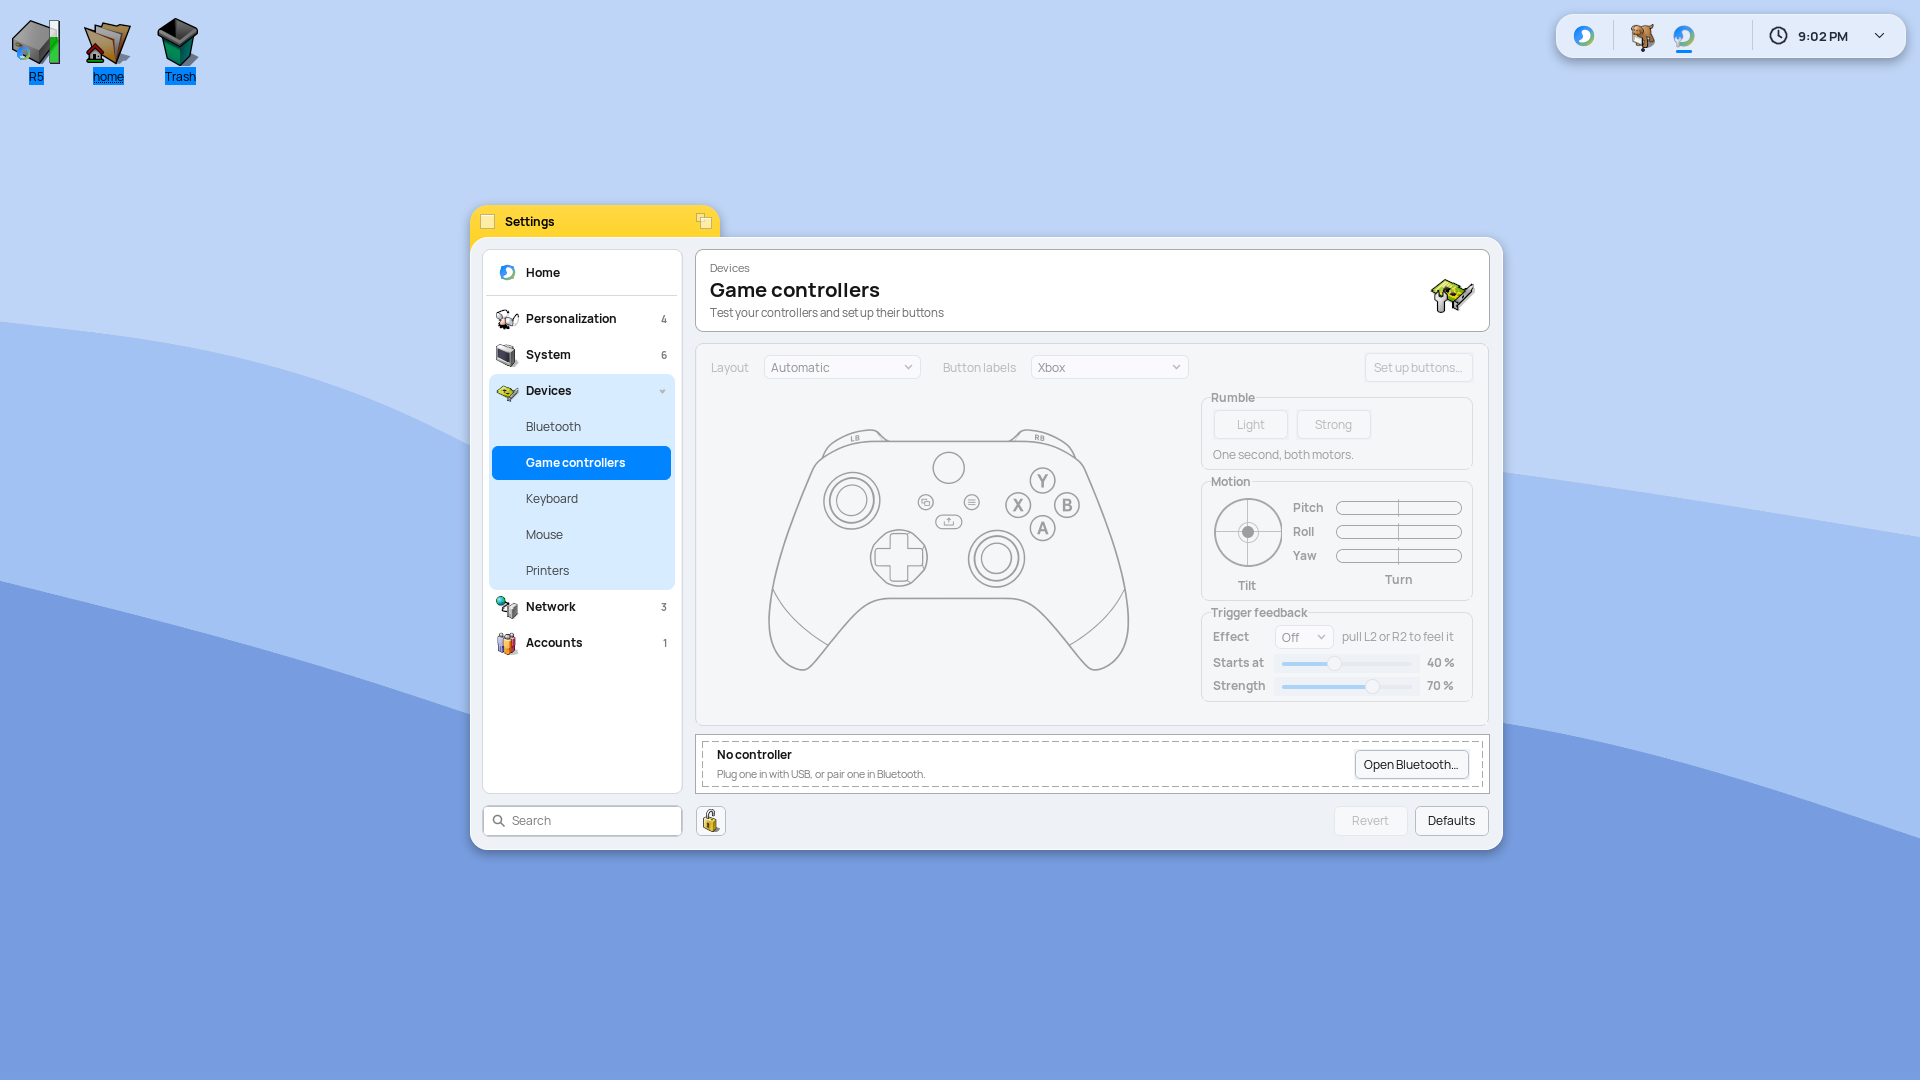 R5
home
Trash
9:02 PM
Settings
Home
Personalization 4
System 6
Devices
Bluetooth
Game controllers
Keyboard
Mouse
Printers
Network 3
Accounts 1
Search
Devices
Game controllers
Test your controllers and set up their buttons
Layout Automatic Button labels Xbox Set up buttons...
LB RB
Y
X B
A
Rumble
Light Strong
One second, both motors.
Motion
Pitch
Roll
Yaw
Tilt Turn
Trigger feedback
Effect Off pull L2 or R2 to feel it
Starts at 40 %
Strength 70 %
No controller
Plug one in with USB, or pair one in Bluetooth.
Open Bluetooth...
Revert Defaults